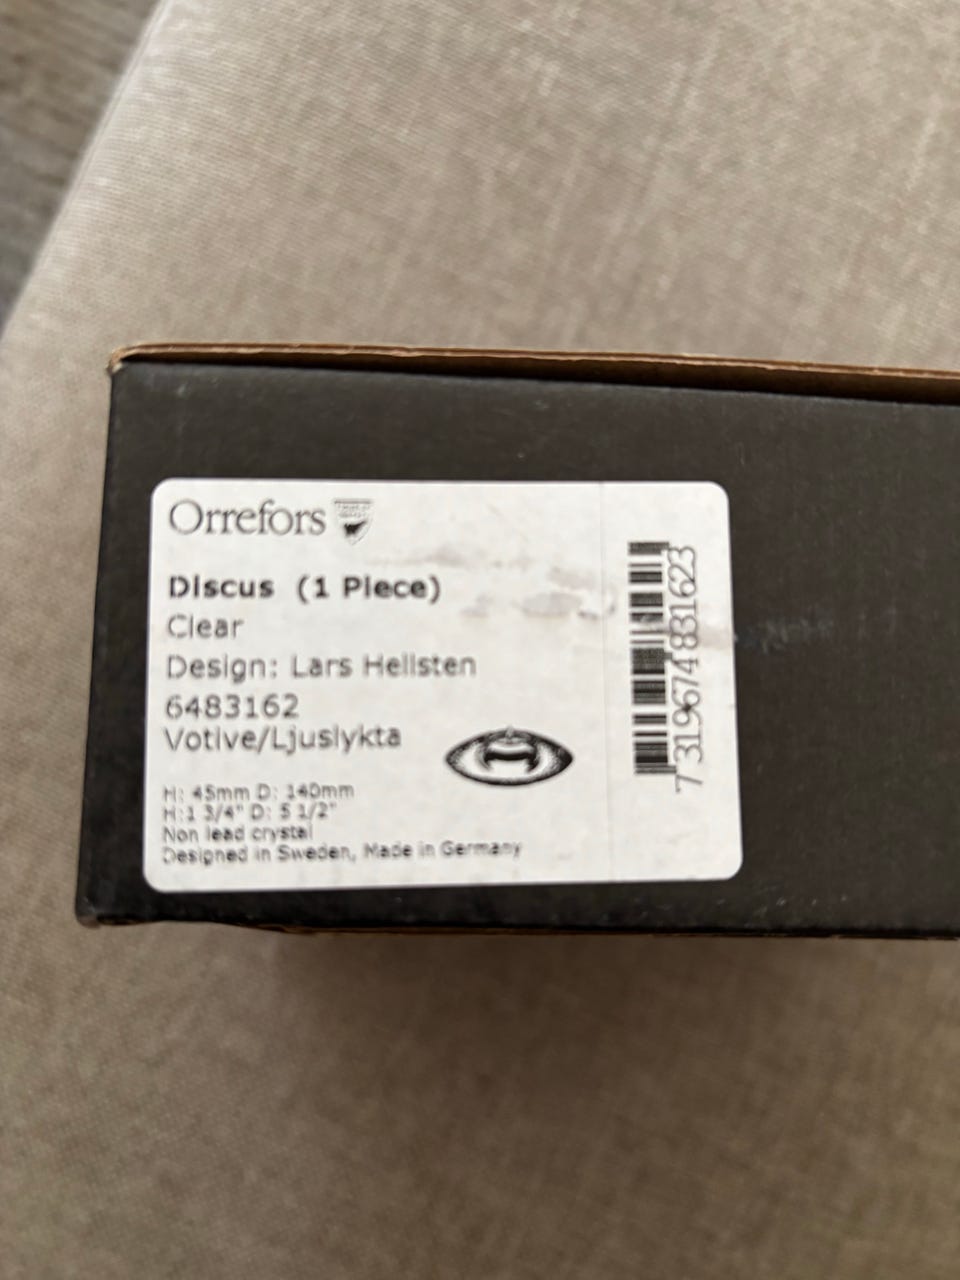 Orrefors
Discus (1 Piece)
Clear
Design: Lars Hellsten
6483162
Votive/Ljuslykta
H: 45mm D: 140mm
H:1 3/4" D: 5 1/2"
Non lead crystal
Designed in Sweden, Made in Germany
7319674831623